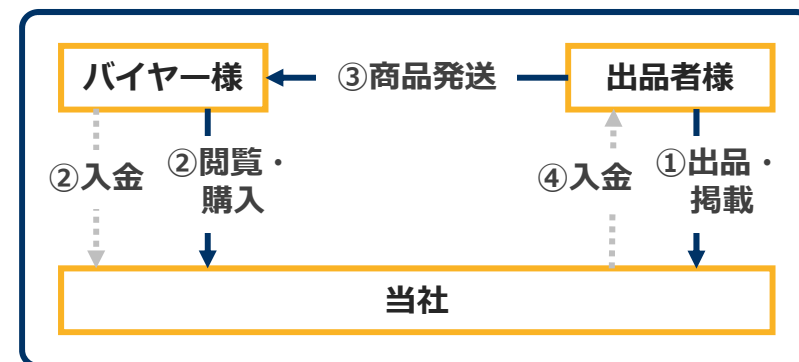 バイヤー様
③商品発送
出品者様
②入金
②閲覧・
購入
④入金
①出品・
掲載
当社